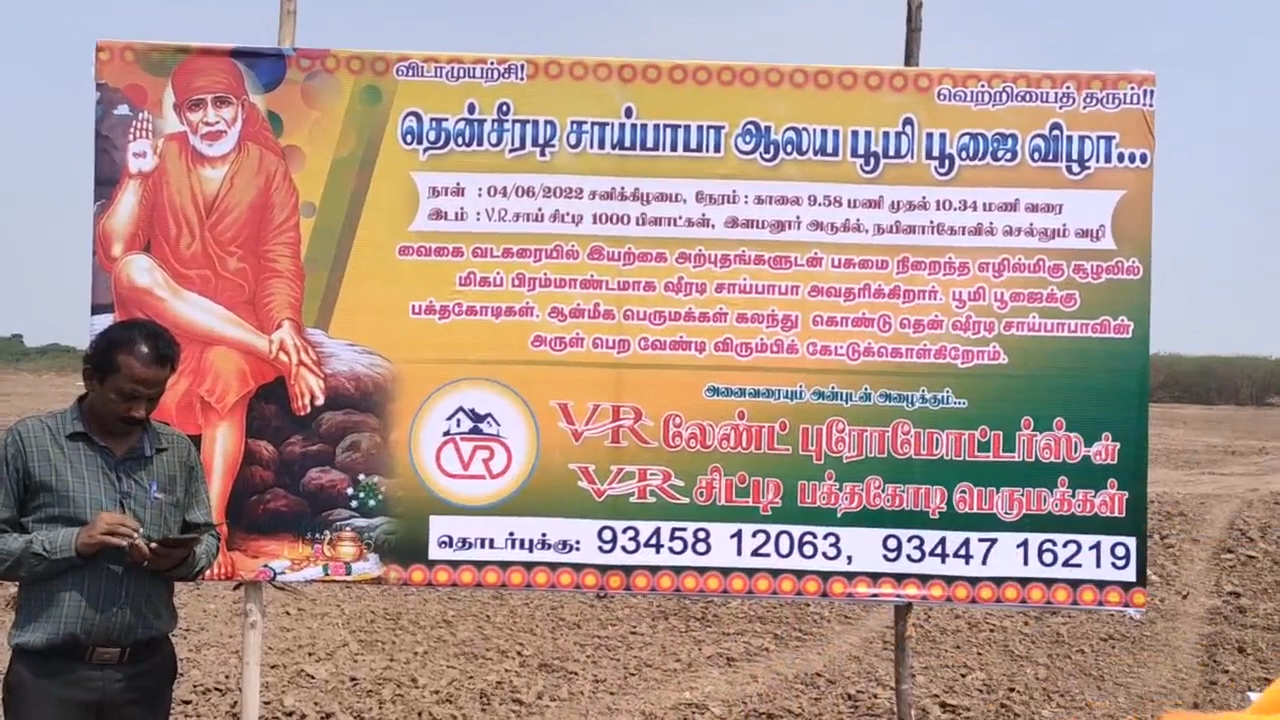 விடாமுயற்சி!
வெற்றியைத் தரும்!!
தென்சீரடி சாய்பாபா ஆலய பூமி பூஜை விழா...
நாள் : 04/06/2022 சனிக்கிழமை, நேரம் : காலை 9.58 மணி முதல் 10.34 மணி வரை
இடம் : V.R.சாய் சிட்டி 1000 பிளாட்கள், இளமனூர் அருகில், நயினார்கோவில் செல்லும் வழி
வைகை வடகரையில் இயற்கை அற்புதங்களுடன் பசுமை நிறைந்த எழில்மிகு சூழலில்
மிகப் பிரம்மாண்டமாக ஷீரடி சாய்பாபா அவதரிக்கிறார். பூமி பூஜைக்கு
பக்தகோடிகள், ஆன்மீக பெருமக்கள் கலந்து கொண்டு தென் ஷீரடி சாய்பாபாவின்
அருள் பெற வேண்டி விரும்பிக் கேட்டுக்கொள்கிறோம்.
அனைவரையும் அன்புடன் அழைக்கும்...
VR லேண்ட் புரோமோட்டர்ஸ்-ன்
VR சிட்டி பக்தகோடி பெருமக்கள்
VR
தொடர்புக்கு: 93458 12063, 93447 16219